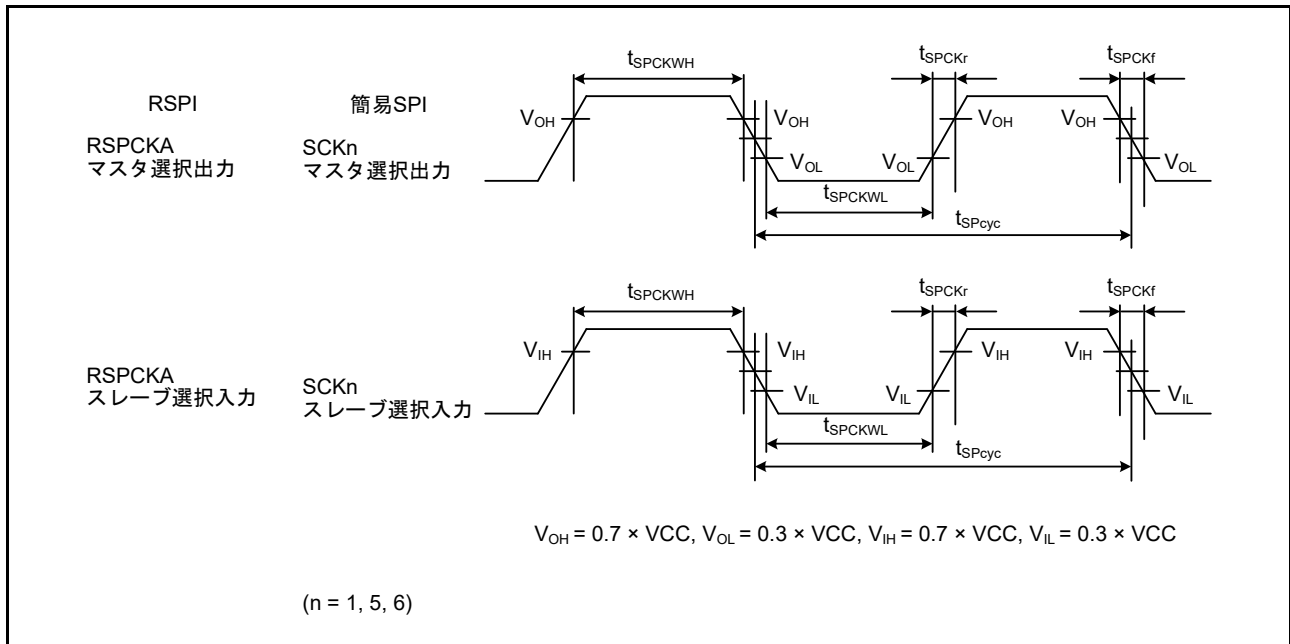 RSPI
簡易SPI
RSPCKA
マスタ選択出力
SCKn
マスタ選択出力
tSPCKWH
tSPCKr
tSPCKf
VOH
VOH
VOH
VOH
VOL
VOL
VOL
tSPCKWL
tSPcyc
RSPCKA
スレーブ選択入力
SCKn
スレーブ選択入力
tSPCKWH
tSPCKr
tSPCKf
VIH
VIH
VIH
VIH
VIL
VIL
VIL
tSPCKWL
tSPcyc
VOH = 0.7 × VCC, VOL = 0.3 × VCC, VIH = 0.7 × VCC, VIL = 0.3 × VCC
(n = 1, 5, 6)